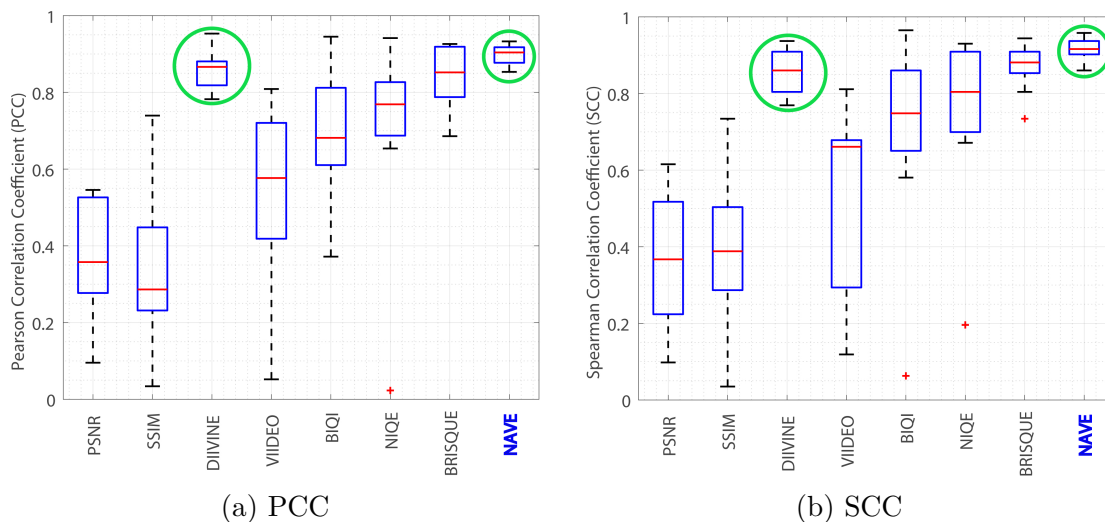 1
0.8
0.6
0.4
0.2
0
Pearson Correlation Coefficient (PCC)
PSNR
SSIM
DIIVINE
VIIDEO
BIQI
NIQE
BRISQUE
NAVE
(a) PCC
1
0.8
0.6
0.4
0.2
0
Spearman Correlation Coefficient (SCC)
PSNR
SSIM
DIIVINE
VIIDEO
BIQI
NIQE
BRISQUE
NAVE
(b) SCC